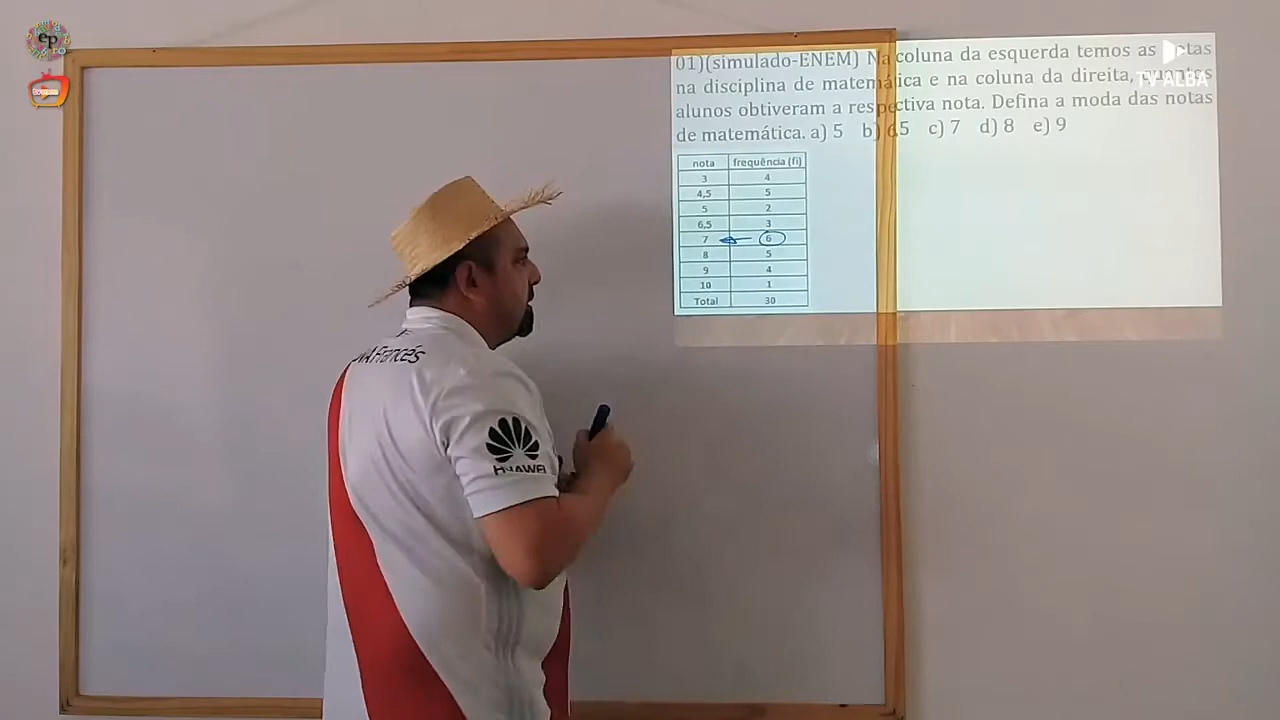 ep
01)(simulado-ENEM) Na coluna da esquerda temos as notas
na disciplina de matemática e na coluna da direita, quantos
alunos obtiveram a respectiva nota. Defina a moda das notas
de matemática. a) 5 b) 6,5 c) 7 d) 8 e) 9
TV ALBA
nota frequência (fi)
3 4
4,5 5
5 2
6,5 3
7 6
8 5
9 4
10 1
Total 30
Francés
HUAWEI